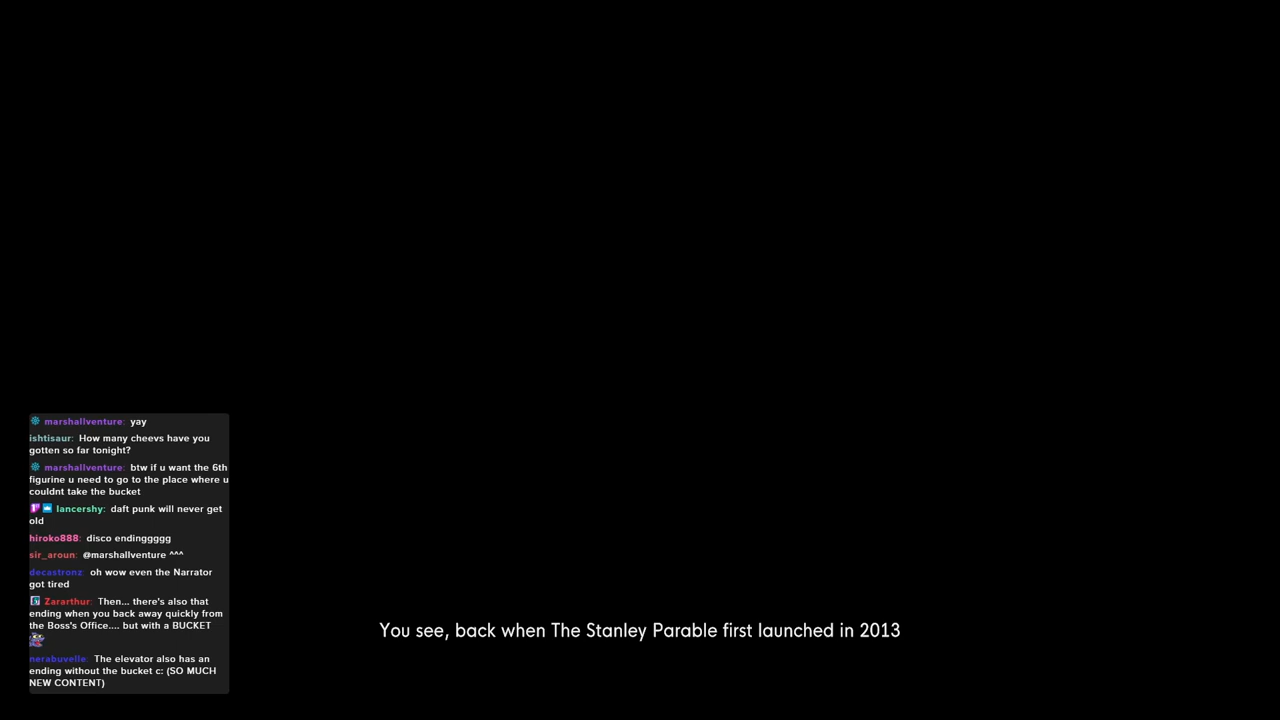 marshallventure: yay
ishtisaur: How many cheevs have you
gotten so far tonight?
marshallventure: btw if u want the 6th
figurine u need to go to the place where u
couldnt take the bucket
lancershy: daft punk will never get
old
hiroko888: disco endinggggg
sir_aroun: @marshallventure ^^^
decastronz: oh wow even the Narrator
got tired
Zararthur: Then... there's also that
ending when you back away quickly from
the Boss's Office.... but with a BUCKET
nerabuvelle: The elevator also has an
ending without the bucket c: (SO MUCH
NEW CONTENT)
You see, back when The Stanley Parable first launched in 2013